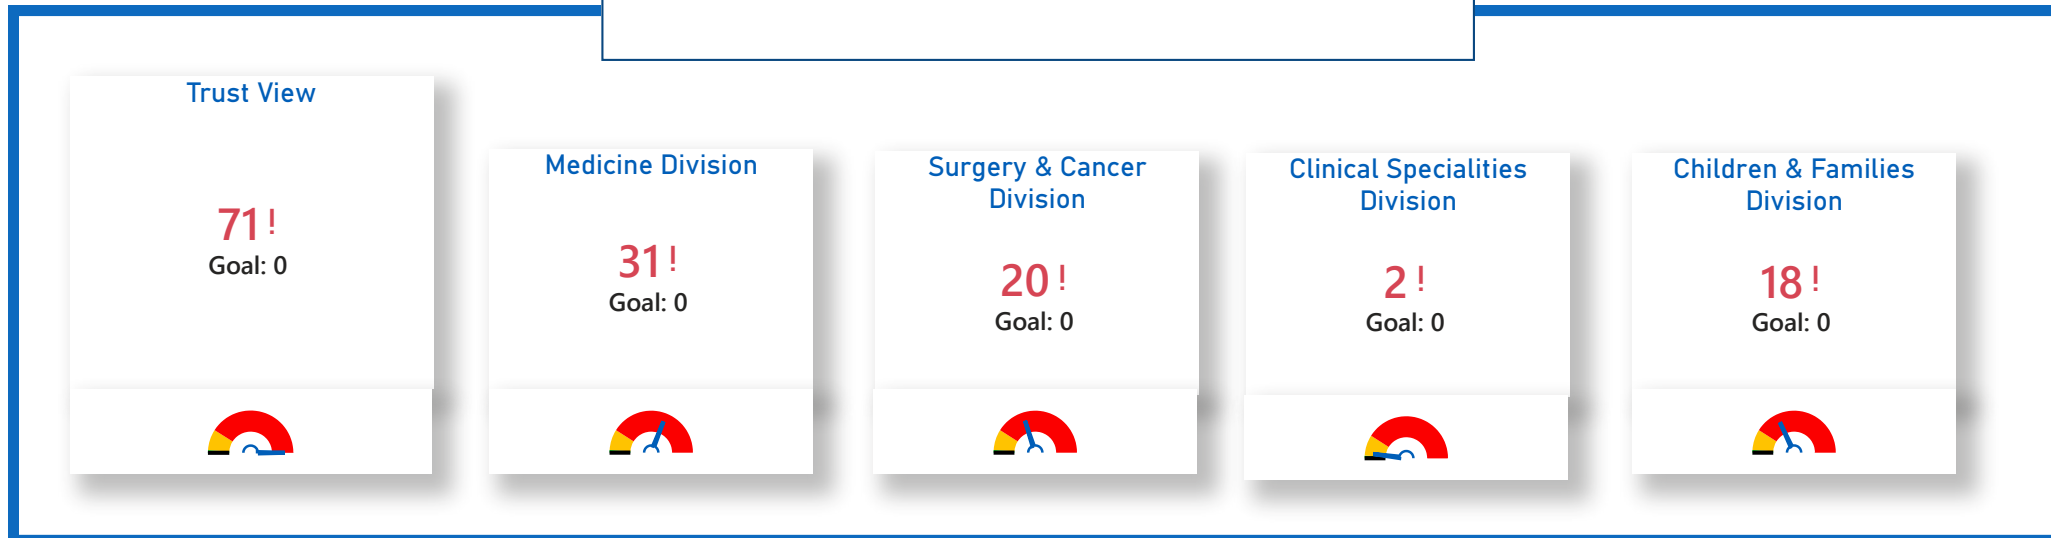 Trust View
71!
Goal: 0
Medicine Division
31!
Goal: 0
Surgery & Cancer
Division
20!
Goal: 0
Clinical Specialities
Division
2!
Goal: 0
Children & Families
Division
18!
Goal: 0